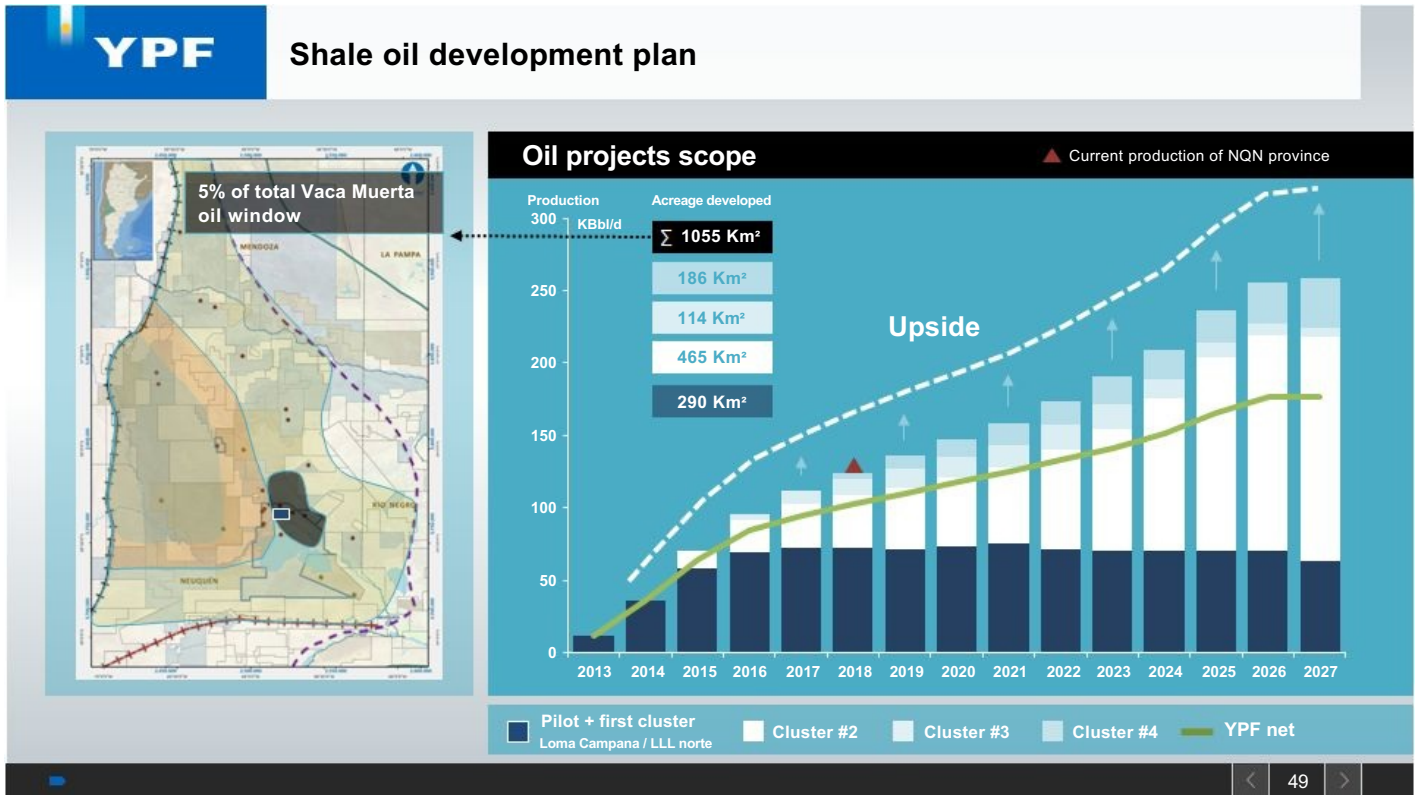 YPF
Shale oil development plan
5% of total Vaca Muerta
oil window
MENDOZA
LA PAMPA
RIO NEGRO
NEUQUÉN
Oil projects scope
Current production of NQN province
Production
Acreage developed
KBbl/d
300
250
200
150
100
50
0
Σ 1055 Km²
186 Km²
114 Km²
465 Km²
290 Km²
Upside
2013 2014 2015 2016 2017 2018 2019 2020 2021 2022 2023 2024 2025 2026 2027
Pilot + first cluster
Loma Campana / LLL norte
Cluster #2
Cluster #3
Cluster #4
YPF net
49